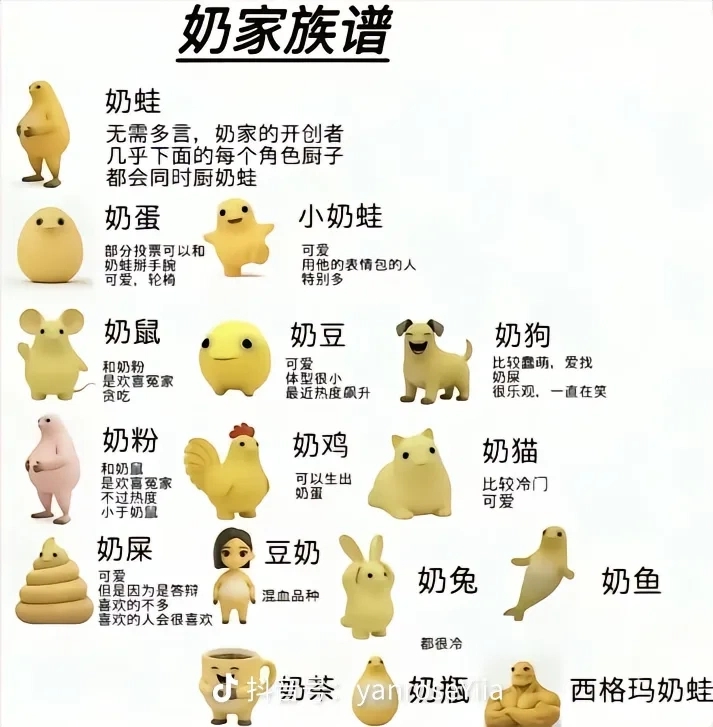 奶家族谱
奶蛙
无需多言，奶家的开创者
几乎下面的每个角色厨子
都会同时厨奶蛙
奶蛋
部分投票可以和
奶蛙掰手腕
可爱，轮椅
小奶蛙
可爱
用他的表情包的人
特别多
奶鼠
和奶粉
是欢喜冤家
贪吃
奶豆
可爱
体型很小
最近热度飙升
奶狗
比较蠢萌，爱找
奶屎
很乐观，一直在笑
奶粉
和奶鼠
是欢喜冤家
不过热度
小于奶鼠
奶鸡
可以生出
奶蛋
奶猫
比较冷门
可爱
奶屎
可爱
但是因为是答辩
喜欢的不多
喜欢的人会很喜欢
豆奶
混血品种
奶兔
奶鱼
都很冷
奶茶
奶瓶
西格玛奶蛙